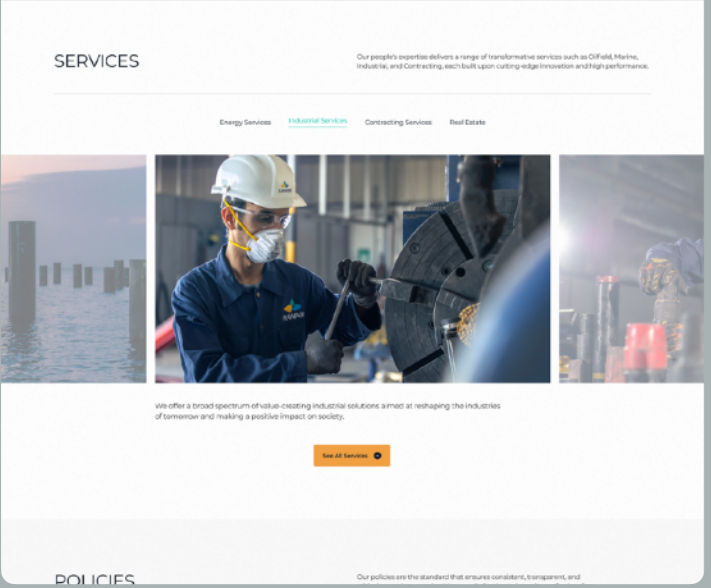 SERVICES
Our people's expertise delivers a range of transformative services such as Oilfield, Marine,
Industrial, and Contracting, each built upon cutting-edge innovation and high performance.
Energy Services
Industrial Services
Contracting Services
Real Estate
We offer a broad spectrum of value-creating industrial solutions aimed at reshaping the industries
of tomorrow and making a positive impact on society.
See All Services
POLICIES
Our policies are the standard that ensures consistent, transparent, and